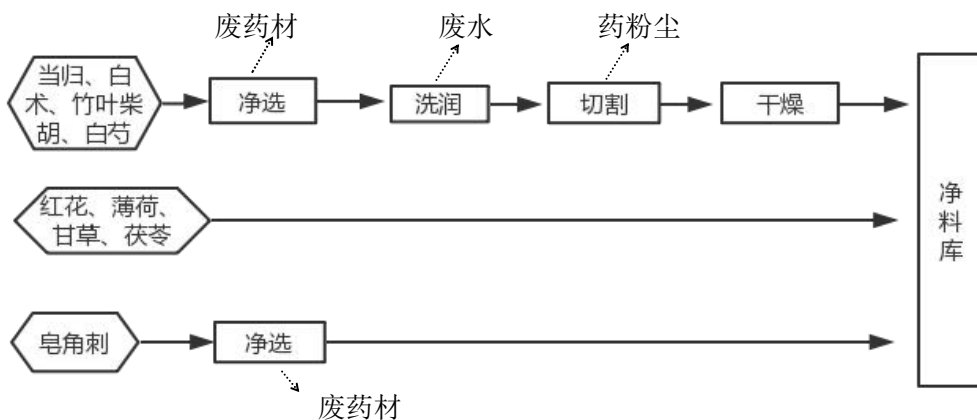 废药材
废水
药粉尘
当归、白
术、竹叶柴
胡、白芍
净选
洗润
切割
干燥
净
料
库
红花、薄荷、
甘草、茯苓
皂角刺
净选
废药材